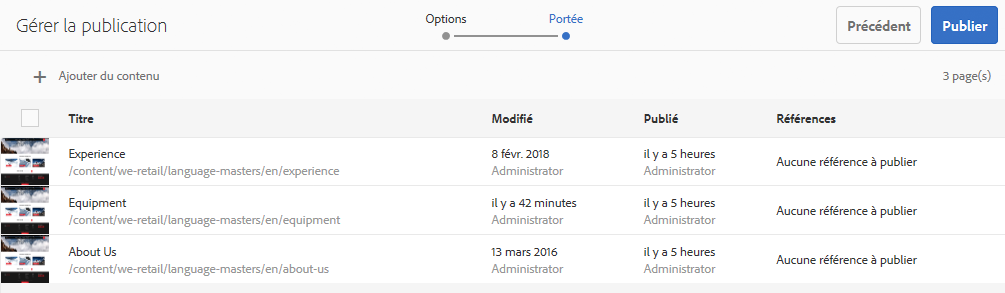 Gérer la publication
Options
Portée
Précédent
Publier
+ Ajouter du contenu
3 page(s)
Titre Modifié Publié Références
Experience 8 févr. 2018 il y a 5 heures Aucune référence à publier
/content/we-retail/language-masters/en/experience Administrator Administrator
Equipment il y a 42 minutes il y a 5 heures Aucune référence à publier
/content/we-retail/language-masters/en/equipment Administrator Administrator
About Us 13 mars 2016 il y a 5 heures Aucune référence à publier
/content/we-retail/language-masters/en/about-us Administrator Administrator